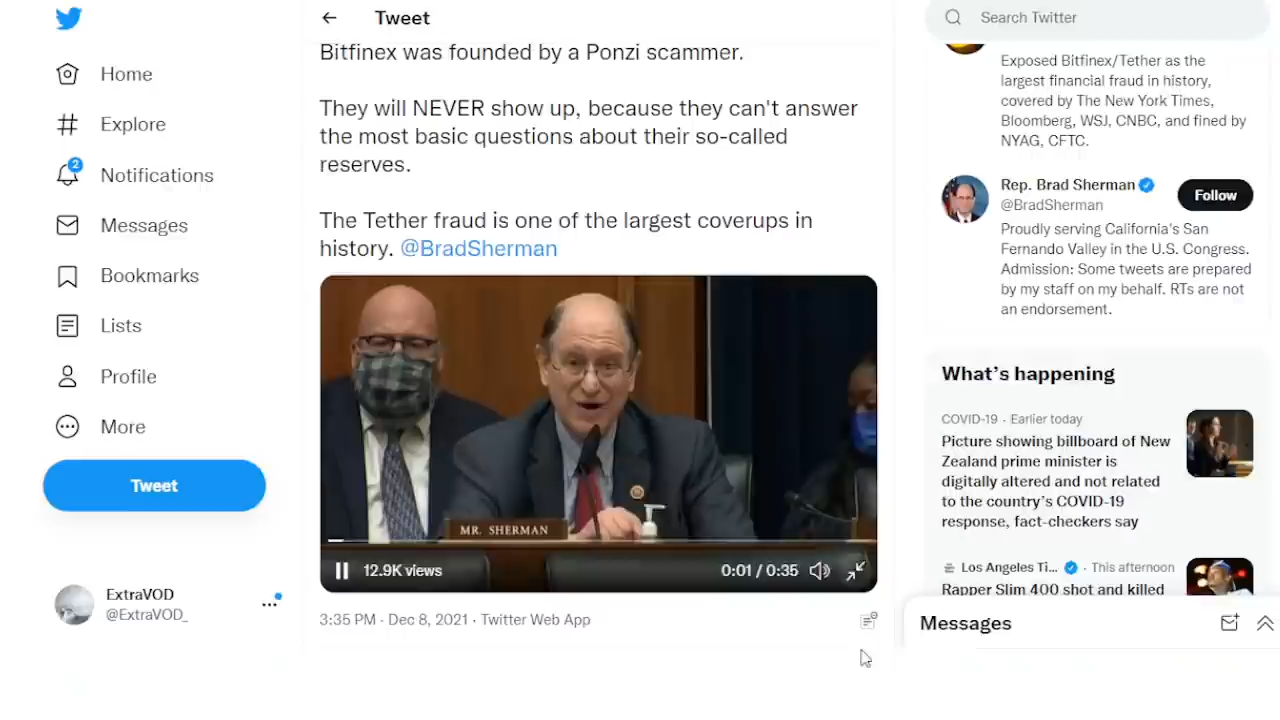 Home
Explore
2
Notifications
Messages
Bookmarks
Lists
Profile
More
Tweet
ExtraVOD
@ExtraVOD_
Tweet
Bitfinex was founded by a Ponzi scammer.
They will NEVER show up, because they can't answer
the most basic questions about their so-called
reserves.
The Tether fraud is one of the largest coverups in
history. @BradSherman
MR. SHERMAN
12.9K views
0:01 / 0:35
3:35 PM · Dec 8, 2021 · Twitter Web App
Search Twitter
Exposed Bitfinex/Tether as the
largest financial fraud in history,
covered by The New York Times,
Bloomberg, WSJ, CNBC, and fined by
NYAG, CFTC.
Rep. Brad Sherman
@BradSherman
Follow
Proudly serving California's San
Fernando Valley in the U.S. Congress.
Admission: Some tweets are prepared
by my staff on my behalf. RTs are not
an endorsement.
What's happening
COVID-19 · Earlier today
Picture showing billboard of New
Zealand prime minister is
digitally altered and not related
to the country's COVID-19
response, fact-checkers say
Los Angeles Ti... · This afternoon
Rapper Slim 400 shot and killed
Messages